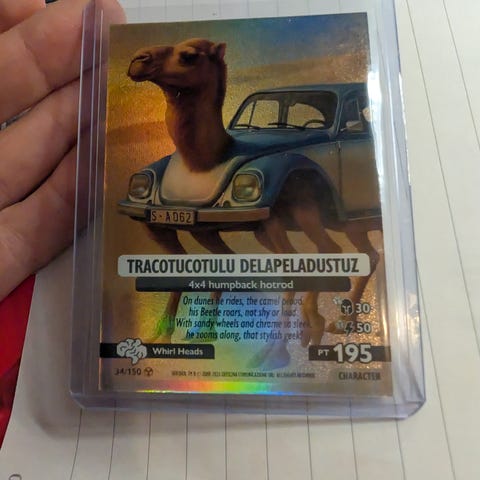 S-A062
TRACOTUCOTULU DELAPELADUSTUZ
4x4 humpback hotrod
On dunes he rides, the camel proud,
his Beetle roars, not shy or loud.
With sandy wheels and chrome so sleek,
he zooms along, that stylish geek!
30
50
Whirl Heads
PT 195
34/150
CHARACTER